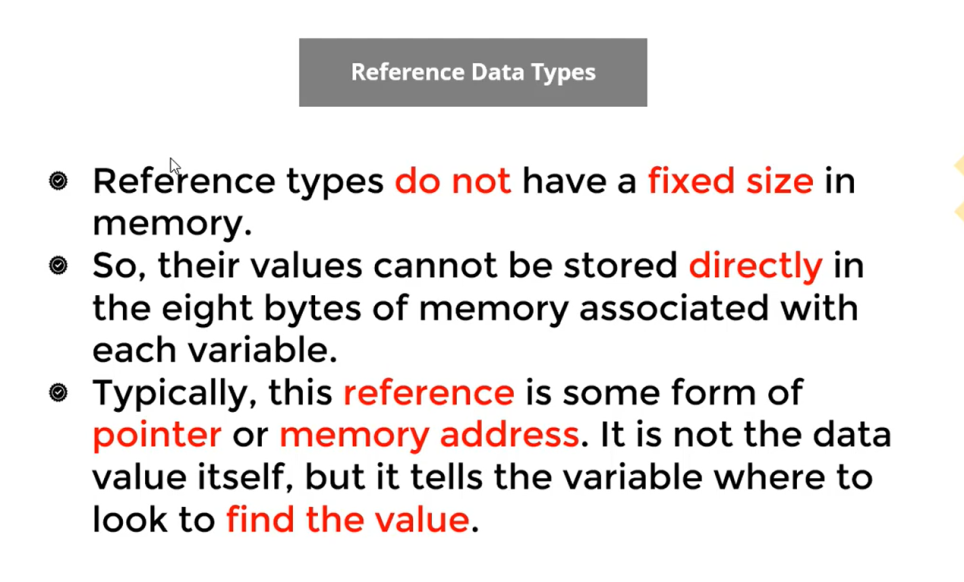 Reference Data Types
Reference types do not have a fixed size in
memory.
So, their values cannot be stored directly in
the eight bytes of memory associated with
each variable.
Typically, this reference is some form of
pointer or memory address. It is not the data
value itself, but it tells the variable where to
look to find the value.